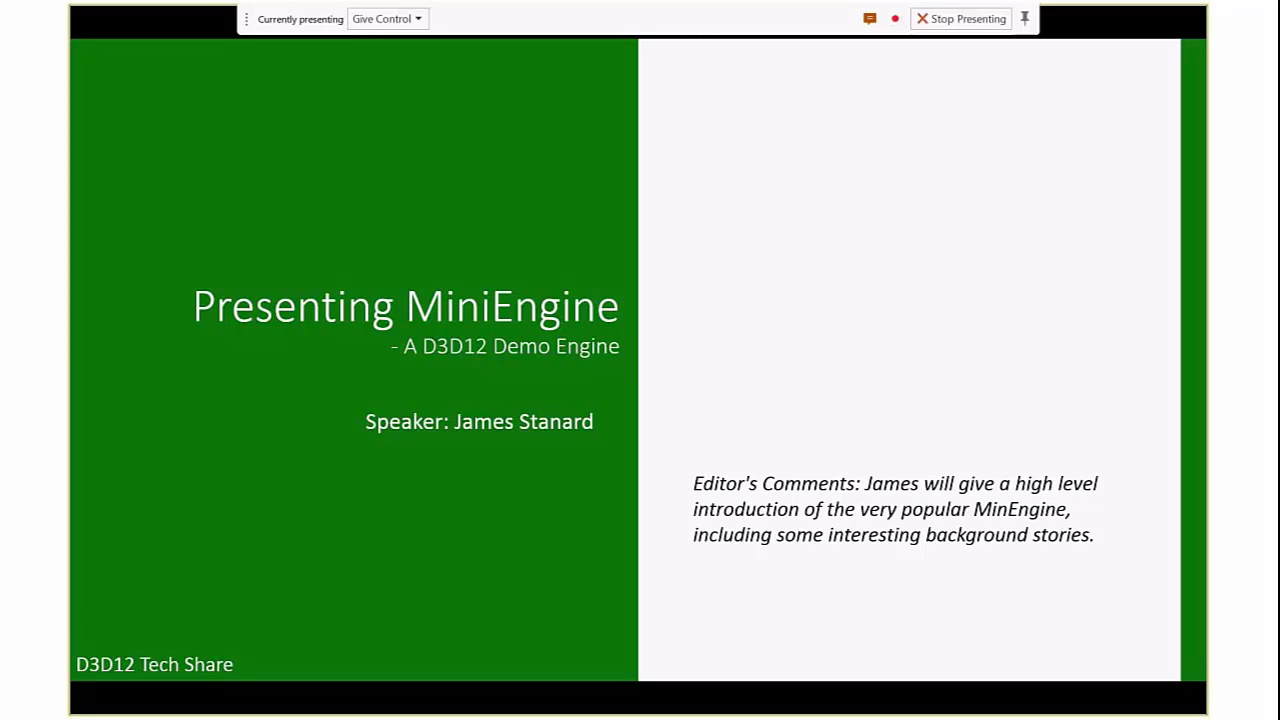 Currently presenting Give Control Stop Presenting
Presenting MiniEngine
- A D3D12 Demo Engine
Speaker: James Stanard
Editor's Comments: James will give a high level
introduction of the very popular MinEngine,
including some interesting background stories.
D3D12 Tech Share